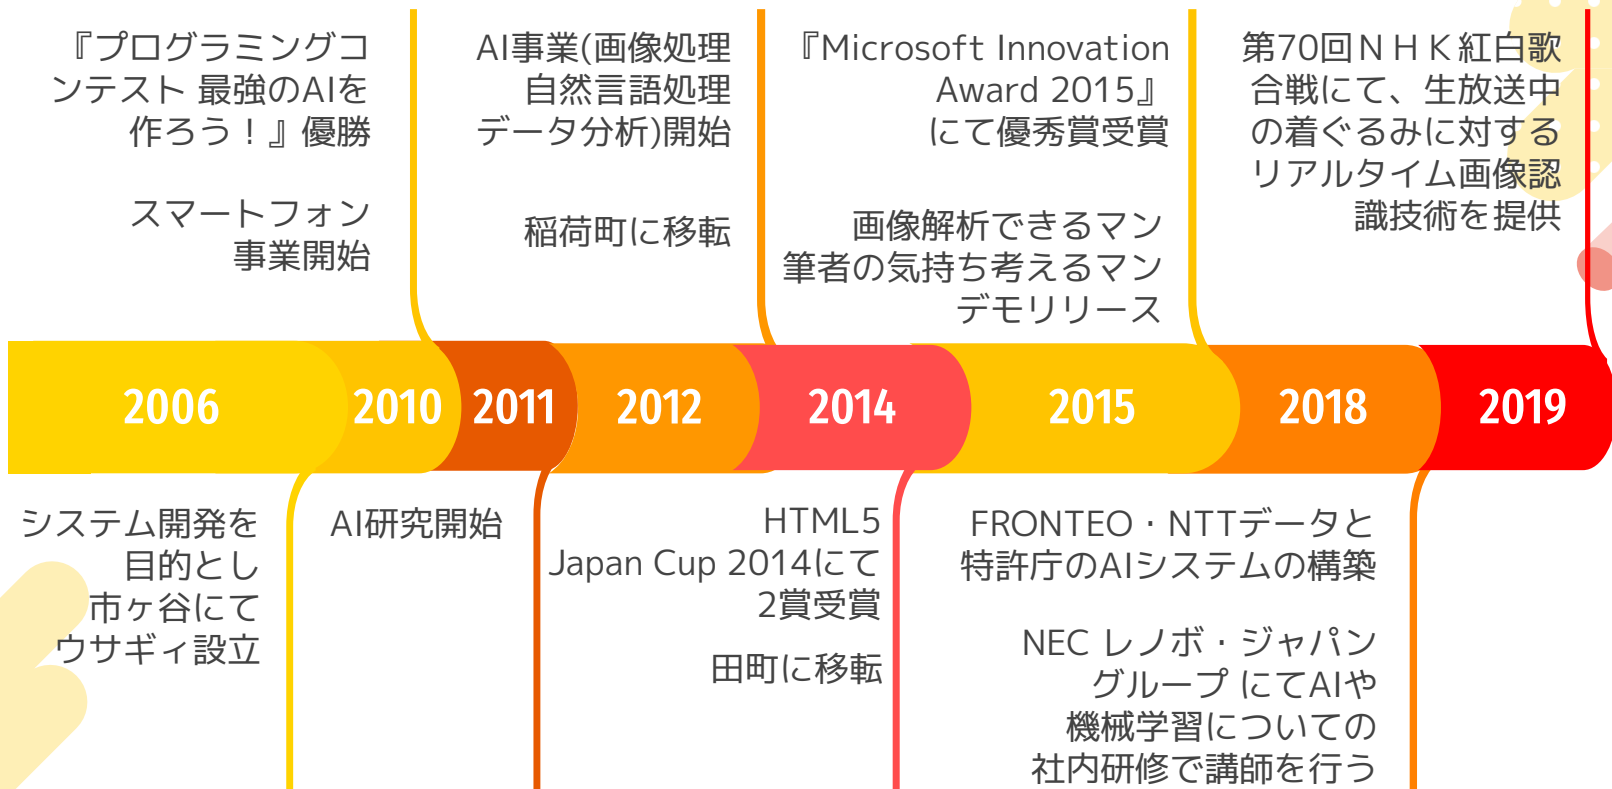 『プログラミングコ
ンテスト 最強のAIを
作ろう！』優勝
スマートフォン
事業開始
AI事業(画像処理
自然言語処理
データ分析)開始
稲荷町に移転
『Microsoft Innovation
Award 2015』
にて優秀賞受賞
画像解析できるマン
筆者の気持ち考えるマン
デモリリース
第70回ＮＨＫ紅白歌
合戦にて、生放送中
の着ぐるみに対する
リアルタイム画像認
識技術を提供
2006
2010
2011
2012
2014
2015
2018
2019
システム開発を
目的とし
市ヶ谷にて
ウサギィ設立
AI研究開始
HTML5
Japan Cup 2014にて
2賞受賞
田町に移転
FRONTEO・NTTデータと
特許庁のAIシステムの構築
NEC レノボ・ジャパン
グループ にてAIや
機械学習についての
社内研修で講師を行う